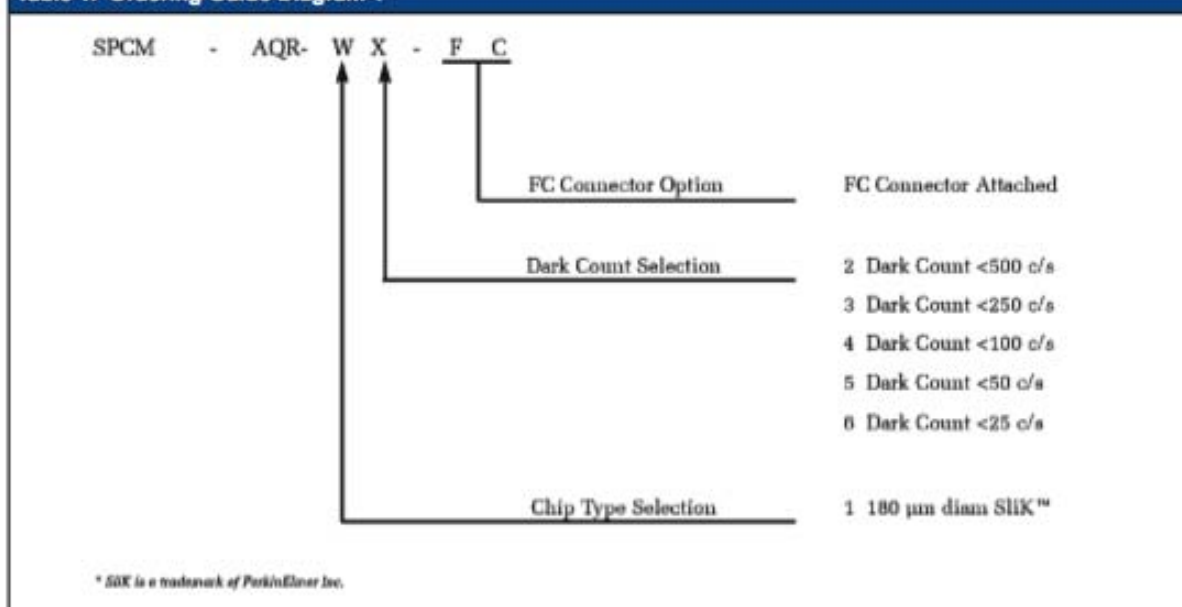 SPCM - AQR- W X - F C
FC Connector Option FC Connector Attached
Dark Count Selection 2 Dark Count <500 c/s
3 Dark Count <250 c/s
4 Dark Count <100 c/s
5 Dark Count <50 c/s
6 Dark Count <25 c/s
Chip Type Selection 1 180 µm diam SliK™
* SliK is a trademark of PerkinElmer Inc.